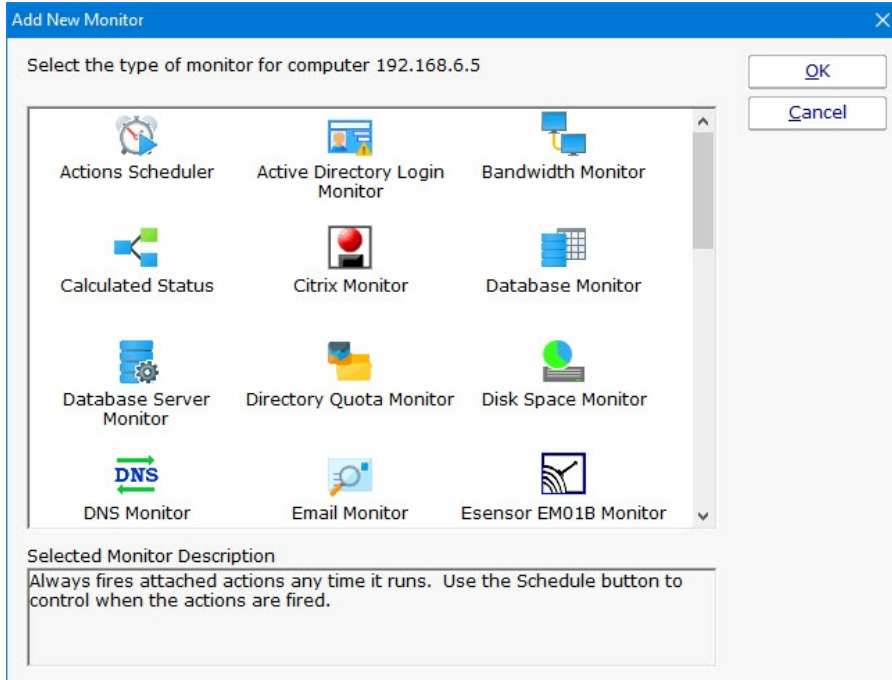 Add New Monitor
Select the type of monitor for computer 192.168.6.5
OK
Cancel
Actions Scheduler
Active Directory Login
Monitor
Bandwidth Monitor
Calculated Status
Citrix Monitor
Database Monitor
Database Server
Monitor
Directory Quota Monitor
Disk Space Monitor
DNS
DNS Monitor
Email Monitor
Esensor EM01B Monitor
Selected Monitor Description
Always fires attached actions any time it runs.  Use the Schedule button to
control when the actions are fired.